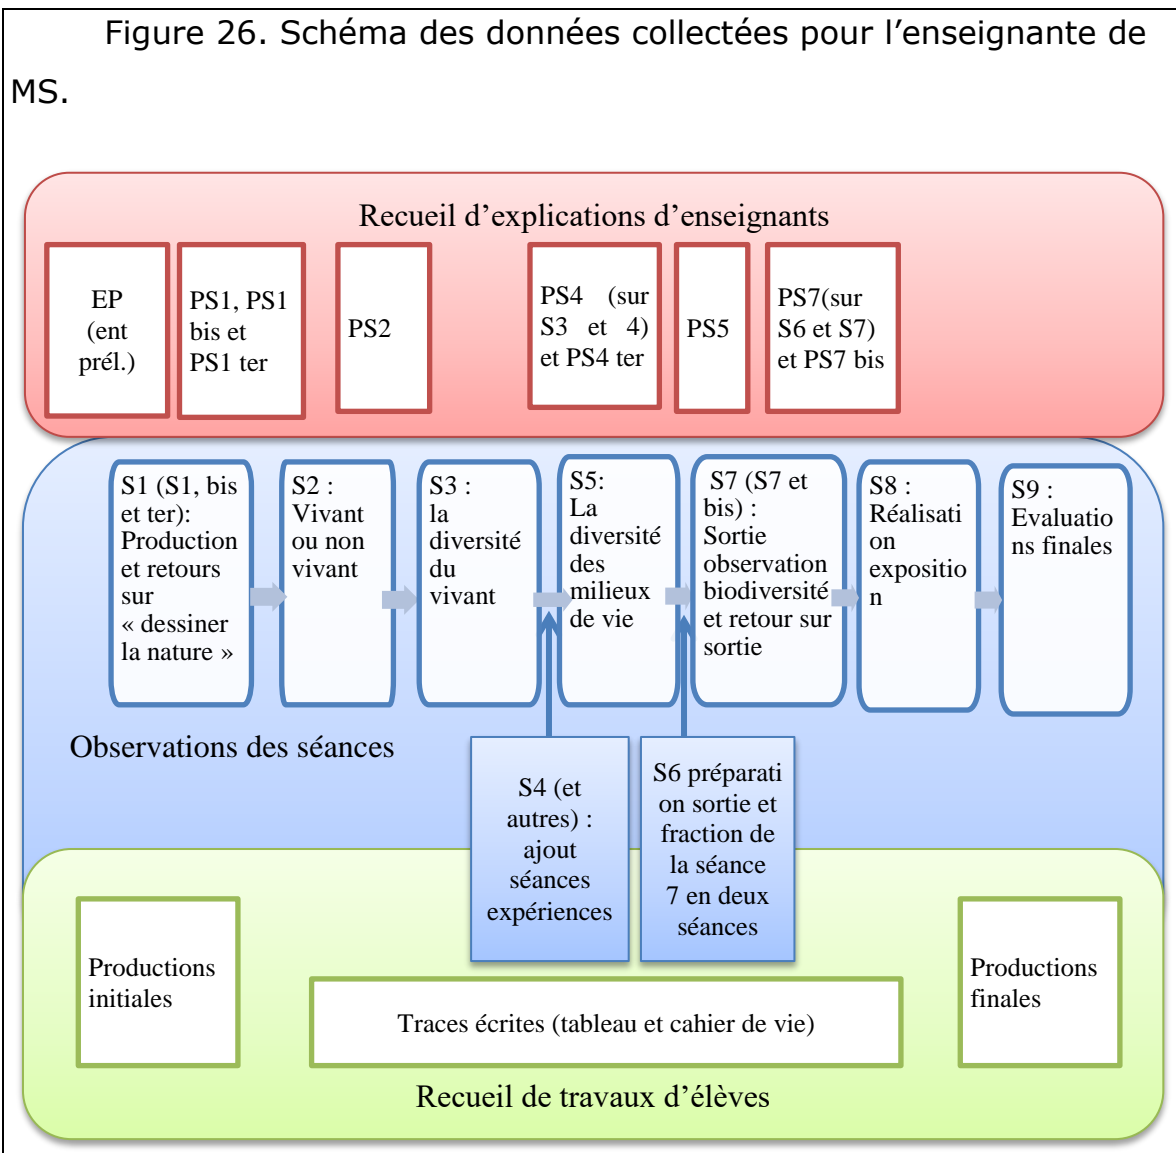 Figure 26. Schéma des données collectées pour l’enseignante de
MS.
Recueil d’explications d’enseignants
EP
(ent
prél.)
PS1, PS1
bis et
PS1 ter
PS2
PS4 (sur
S3 et 4)
et PS4 ter
PS5
PS7(sur
S6 et S7)
et PS7 bis
S1 (S1, bis
et ter):
Production
et retours
sur
« dessiner
la nature »
S2 :
Vivant
ou non
vivant
S3 :
la
diversité
du
vivant
S5:
La
diversité
des
milieux
de vie
S7 (S7 et
bis) :
Sortie
observation
biodiversité
et retour sur
sortie
S8 :
Réalisati
on
expositio
n
S9 :
Evaluatio
ns finales
Observations des séances
S4 (et
autres) :
ajout
séances
expériences
S6 préparati
on sortie et
fraction de
la séance
7 en deux
séances
Productions
initiales
Traces écrites (tableau et cahier de vie)
Productions
finales
Recueil de travaux d’élèves